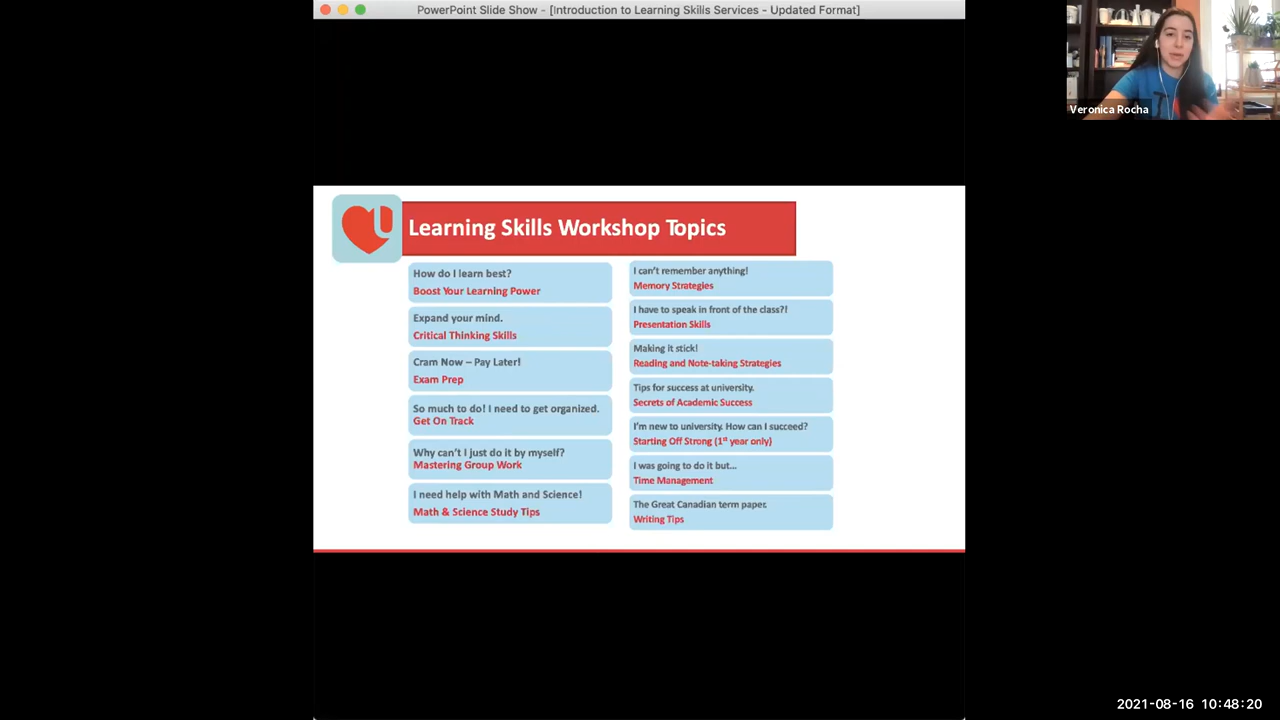 PowerPoint Slide Show - [Introduction to Learning Skills Services - Updated Format]
Veronica Rocha
U
Learning Skills Workshop Topics
How do I learn best?
Boost Your Learning Power
Expand your mind.
Critical Thinking Skills
Cram Now – Pay Later!
Exam Prep
So much to do! I need to get organized.
Get On Track
Why can't I just do it by myself?
Mastering Group Work
I need help with Math and Science!
Math & Science Study Tips
I can't remember anything!
Memory Strategies
I have to speak in front of the class?!
Presentation Skills
Making it stick!
Reading and Note-taking Strategies
Tips for success at university.
Secrets of Academic Success
I'm new to university. How can I succeed?
Starting Off Strong (1st year only)
I was going to do it but...
Time Management
The Great Canadian term paper.
Writing Tips
2021-08-16 10:48:20